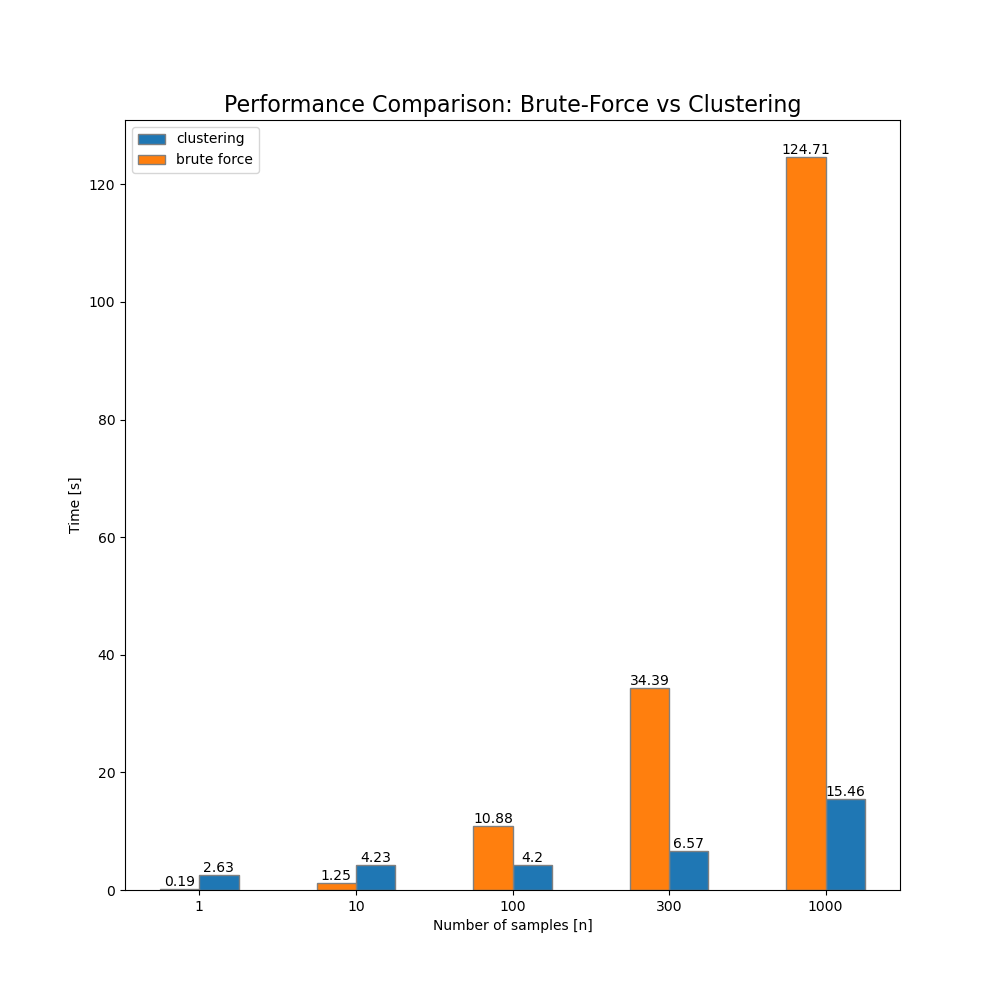 Performance Comparison: Brute-Force vs Clustering
clustering
brute force
124.71
120
100
80
60
40
20
0
Time [s]
0.19
2.63
1.25
4.23
10.88
4.2
34.39
6.57
15.46
1 10 100 300 1000
Number of samples [n]